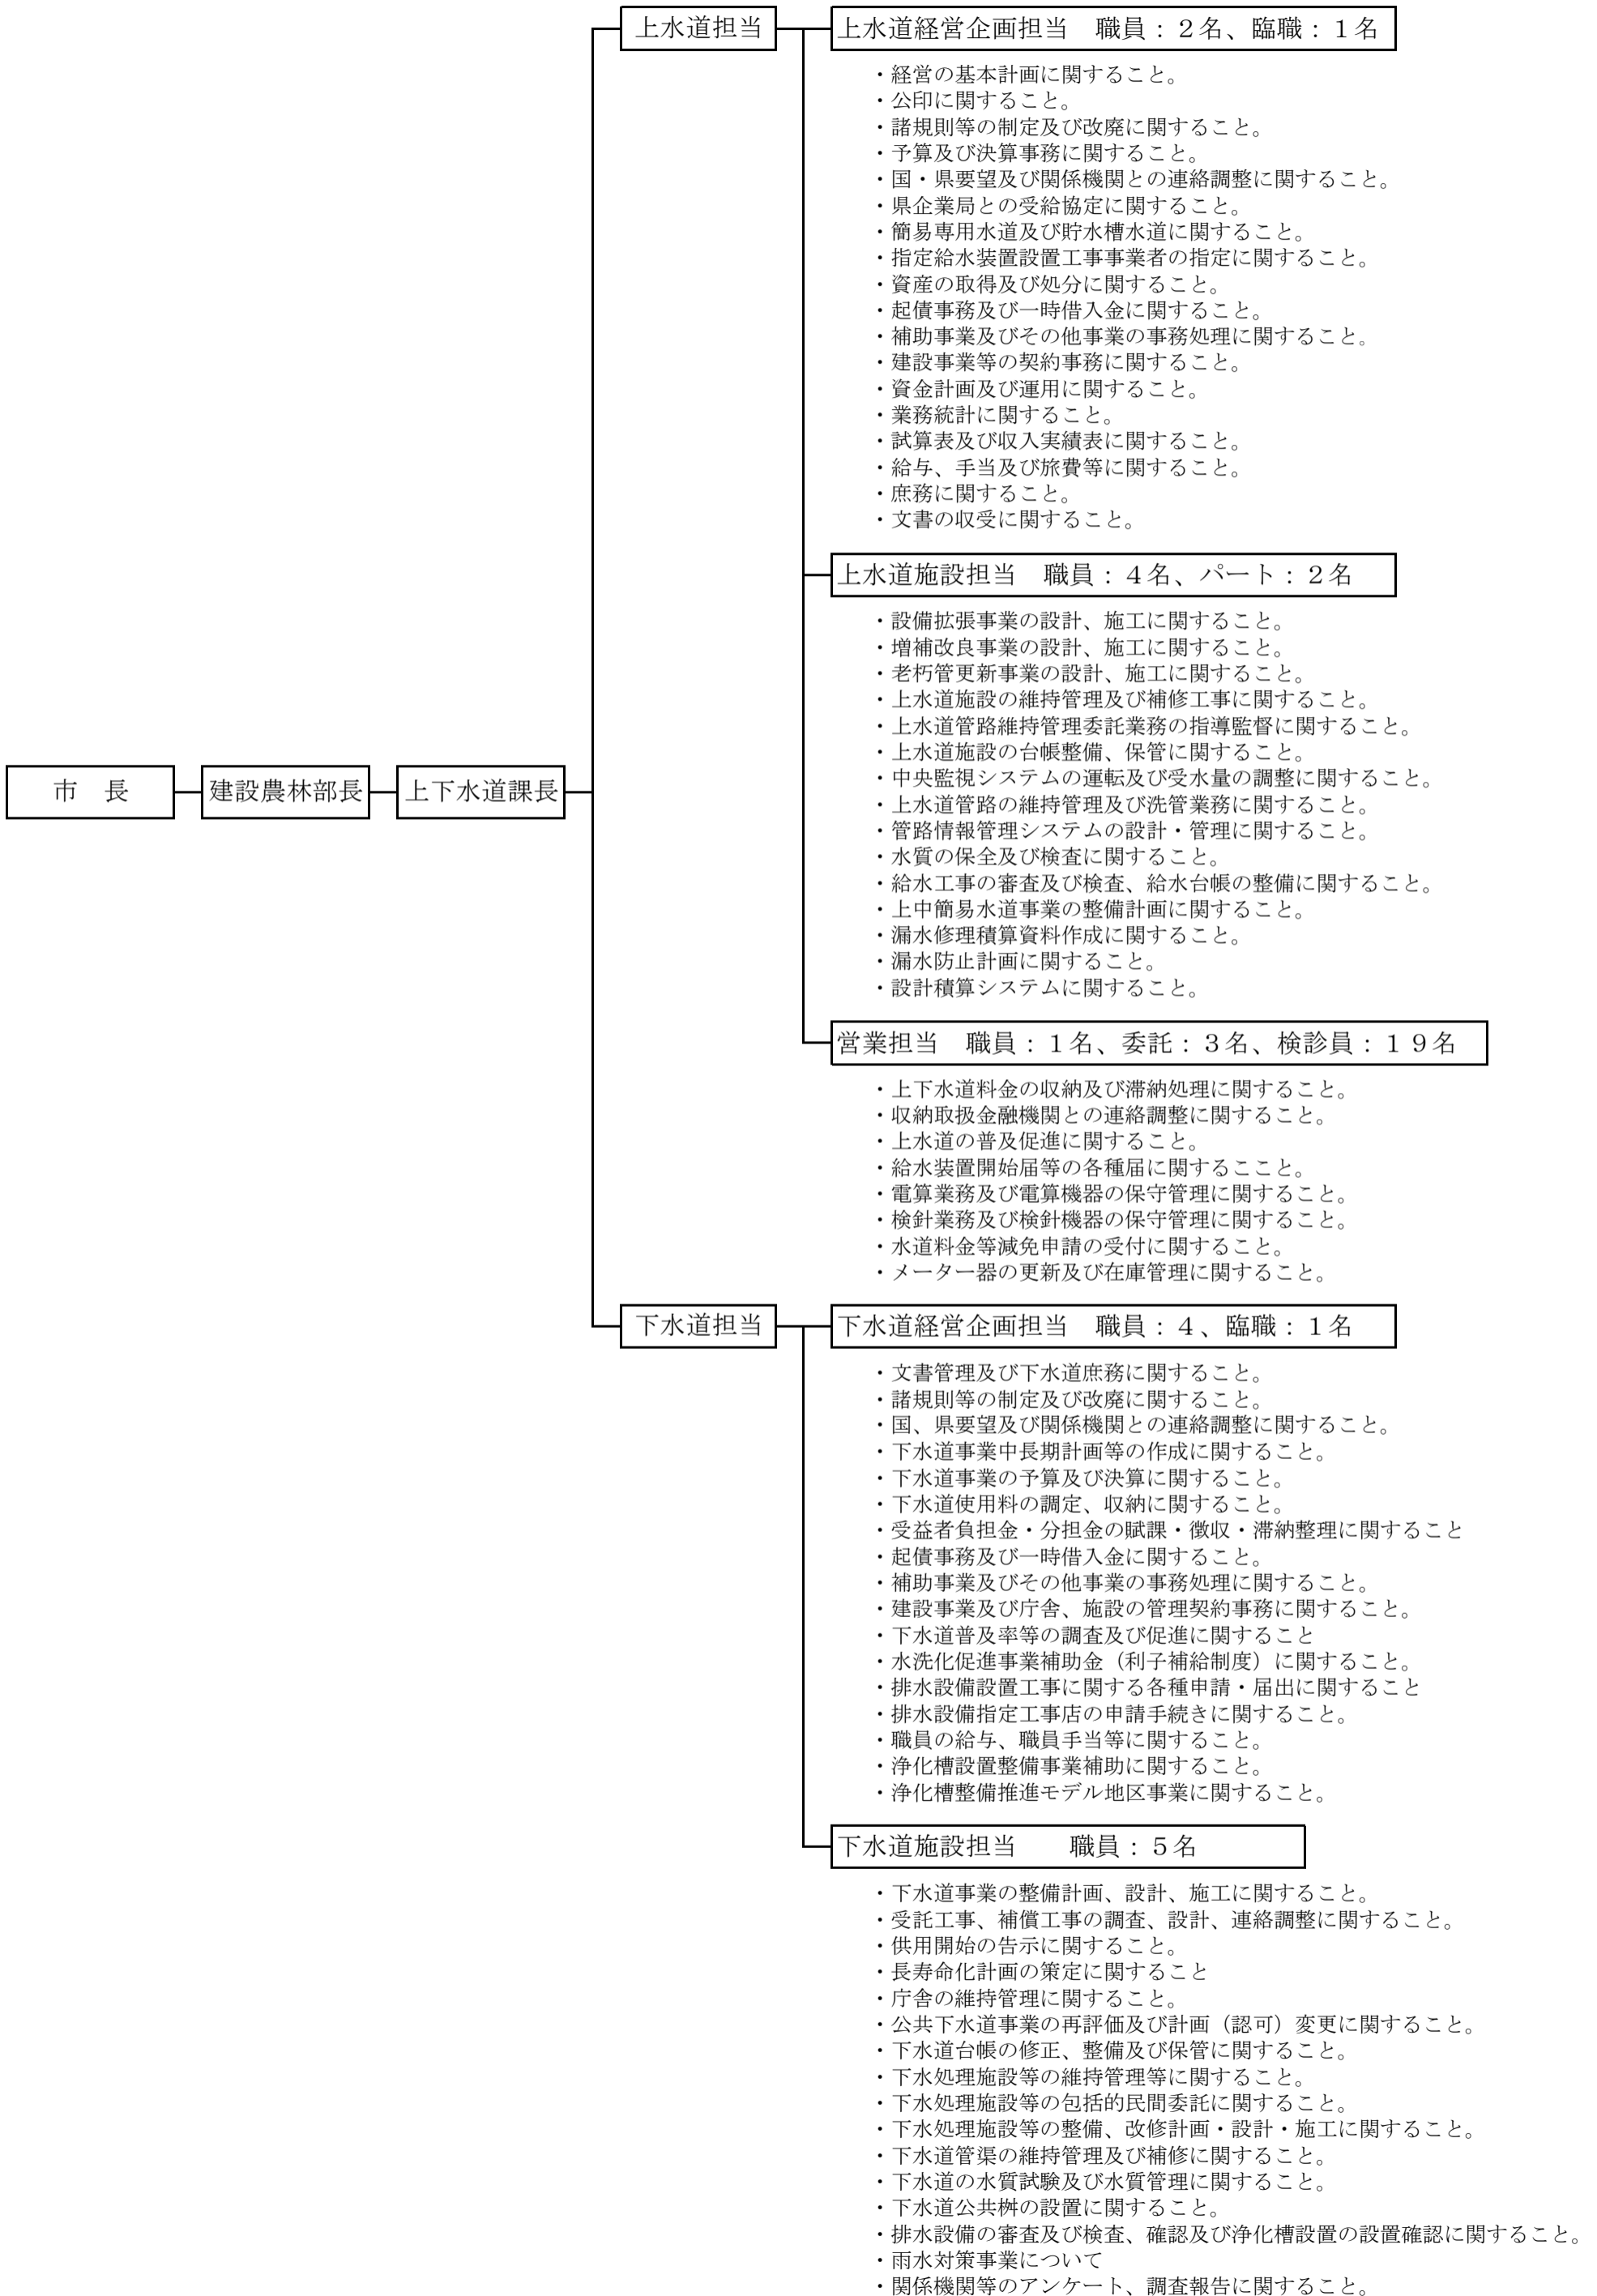 上水道担当
上水道経営企画担当　職員：２名、臨職：１名
・経営の基本計画に関すること。
・公印に関すること。
・諸規則等の制定及び改廃に関すること。
・予算及び決算事務に関すること。
・国・県要望及び関係機関との連絡調整に関すること。
・県企業局との受給協定に関すること。
・簡易専用水道及び貯水槽水道に関すること。
・指定給水装置設置工事事業者の指定に関すること。
・資産の取得及び処分に関すること。
・起債事務及び一時借入金に関すること。
・補助事業及びその他事業の事務処理に関すること。
・建設事業等の契約事務に関すること。
・資金計画及び運用に関すること。
・業務統計に関すること。
・試算表及び収入実績表に関すること。
・給与、手当及び旅費等に関すること。
・庶務に関すること。
・文書の収受に関すること。
上水道施設担当　職員：４名、パート：２名
・設備拡張事業の設計、施工に関すること。
・増補改良事業の設計、施工に関すること。
・老朽管更新事業の設計、施工に関すること。
・上水道施設の維持管理及び補修工事に関すること。
・上水道管路維持管理委託業務の指導監督に関すること。
・上水道施設の台帳整備、保管に関すること。
・中央監視システムの運転及び受水量の調整に関すること。
・上水道管路の維持管理及び洗管業務に関すること。
・管路情報管理システムの設計・管理に関すること。
・水質の保全及び検査に関すること。
・給水工事の審査及び検査、給水台帳の整備に関すること。
・上中簡易水道事業の整備計画に関すること。
・漏水修理積算資料作成に関すること。
・漏水防止計画に関すること。
・設計積算システムに関すること。
市　長
建設農林部長
上下水道課長
営業担当　職員：１名、委託：３名、検診員：１９名
・上下水道料金の収納及び滞納処理に関すること。
・収納取扱金融機関との連絡調整に関すること。
・上水道の普及促進に関すること。
・給水装置開始届等の各種届に関するここと。
・電算業務及び電算機器の保守管理に関すること。
・検針業務及び検針機器の保守管理に関すること。
・水道料金等減免申請の受付に関すること。
・メーター器の更新及び在庫管理に関すること。
下水道担当
下水道経営企画担当　職員：４、臨職：１名
・文書管理及び下水道庶務に関すること。
・諸規則等の制定及び改廃に関すること。
・国、県要望及び関係機関との連絡調整に関すること。
・下水道事業中長期計画等の作成に関すること。
・下水道事業の予算及び決算に関すること。
・下水道使用料の調定、収納に関すること。
・受益者負担金・分担金の賦課・徴収・滞納整理に関すること
・起債事務及び一時借入金に関すること。
・補助事業及びその他事業の事務処理に関すること。
・建設事業及び庁舎、施設の管理契約事務に関すること。
・下水道普及率等の調査及び促進に関すること
・水洗化促進事業補助金（利子補給制度）に関すること。
・排水設備設置工事に関する各種申請・届出に関すること
・排水設備指定工事店の申請手続きに関すること。
・職員の給与、職員手当等に関すること。
・浄化槽設置整備事業補助に関すること。
・浄化槽整備推進モデル地区事業に関すること。
下水道施設担当　　職員：５名
・下水道事業の整備計画、設計、施工に関すること。
・受託工事、補償工事の調査、設計、連絡調整に関すること。
・供用開始の告示に関すること。
・長寿命化計画の策定に関すること
・庁舎の維持管理に関すること。
・公共下水道事業の再評価及び計画（認可）変更に関すること。
・下水道台帳の修正、整備及び保管に関すること。
・下水処理施設等の維持管理等に関すること。
・下水処理施設等の包括的民間委託に関すること。
・下水処理施設等の整備、改修計画・設計・施工に関すること。
・下水道管渠の維持管理及び補修に関すること。
・下水道の水質試験及び水質管理に関すること。
・下水道公共桝の設置に関すること。
・排水設備の審査及び検査、確認及び浄化槽設置の設置確認に関すること。
・雨水対策事業について
・関係機関等のアンケート、調査報告に関すること。